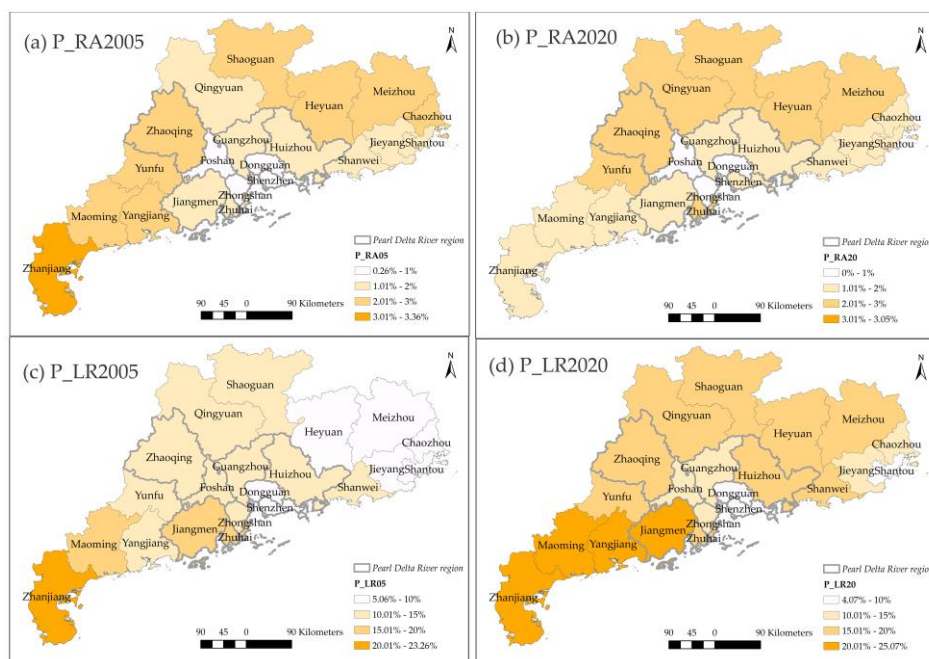 (a) P_RA2005
N
Shaoguan
Qingyuan
Meizhou
Heyuan
Chaozhou
Zhaoqing
Guangzhou
Huizhou
JieyangShantou
Foshan
Dongguan
Shanwei
Yunfu
Shenzhen
Jiangmen
Zhongshan
Zhuhai
Maoming
Yangjiang
Zhanjiang
Pearl Delta River region
P_RA05
0.26% - 1%
1.01% - 2%
2.01% - 3%
3.01% - 3.36%
90 45 0 90 Kilometers
(b) P_RA2020
N
Shaoguan
Qingyuan
Meizhou
Heyuan
Chaozhou
Zhaoqing
Guangzhou
Huizhou
JieyangShantou
Foshan
Dongguan
Shanwei
Yunfu
Shenzhen
Jiangmen
Zhongshan
Zhuhai
Maoming
Yangjiang
Zhanjiang
Pearl Delta River region
P_RA20
0% - 1%
1.01% - 2%
2.01% - 3%
3.01% - 3.05%
90 45 0 90 Kilometers
(c) P_LR2005
N
Shaoguan
Qingyuan
Meizhou
Heyuan
Chaozhou
Zhaoqing
Guangzhou
Huizhou
JieyangShantou
Foshan
Dongguan
Shanwei
Yunfu
Shenzhen
Jiangmen
Zhongshan
Zhuhai
Maoming
Yangjiang
Zhanjiang
Pearl Delta River region
P_LR05
5.06% - 10%
10.01% - 15%
15.01% - 20%
20.01% - 23.26%
90 45 0 90 Kilometers
(d) P_LR2020
N
Shaoguan
Qingyuan
Meizhou
Heyuan
Chaozhou
Zhaoqing
Guangzhou
Huizhou
JieyangShantou
Foshan
Dongguan
Shanwei
Yunfu
Shenzhen
Jiangmen
Zhongshan
Zhuhai
Maoming
Yangjiang
Zhanjiang
Pearl Delta River region
P_LR20
4.07% - 10%
10.01% - 15%
15.01% - 20%
20.01% - 25.07%
90 45 0 90 Kilometers